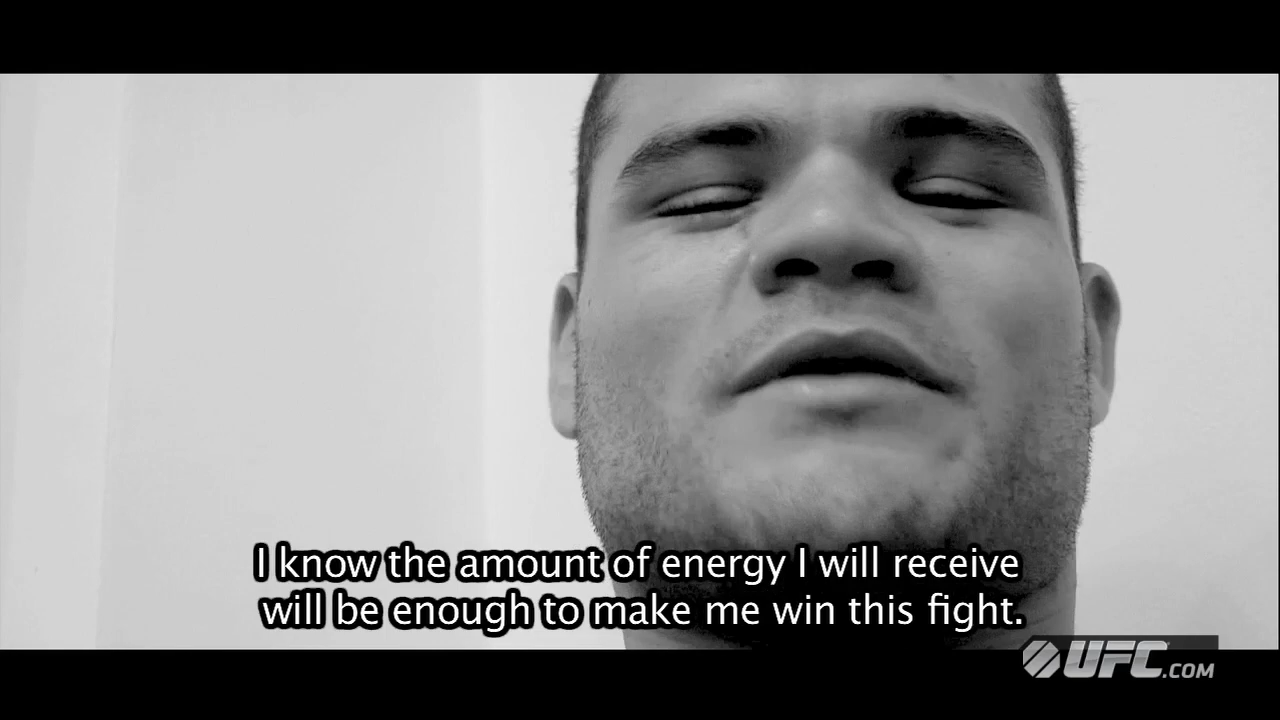 I know the amount of energy I will receive
will be enough to make me win this fight.
UFC.COM